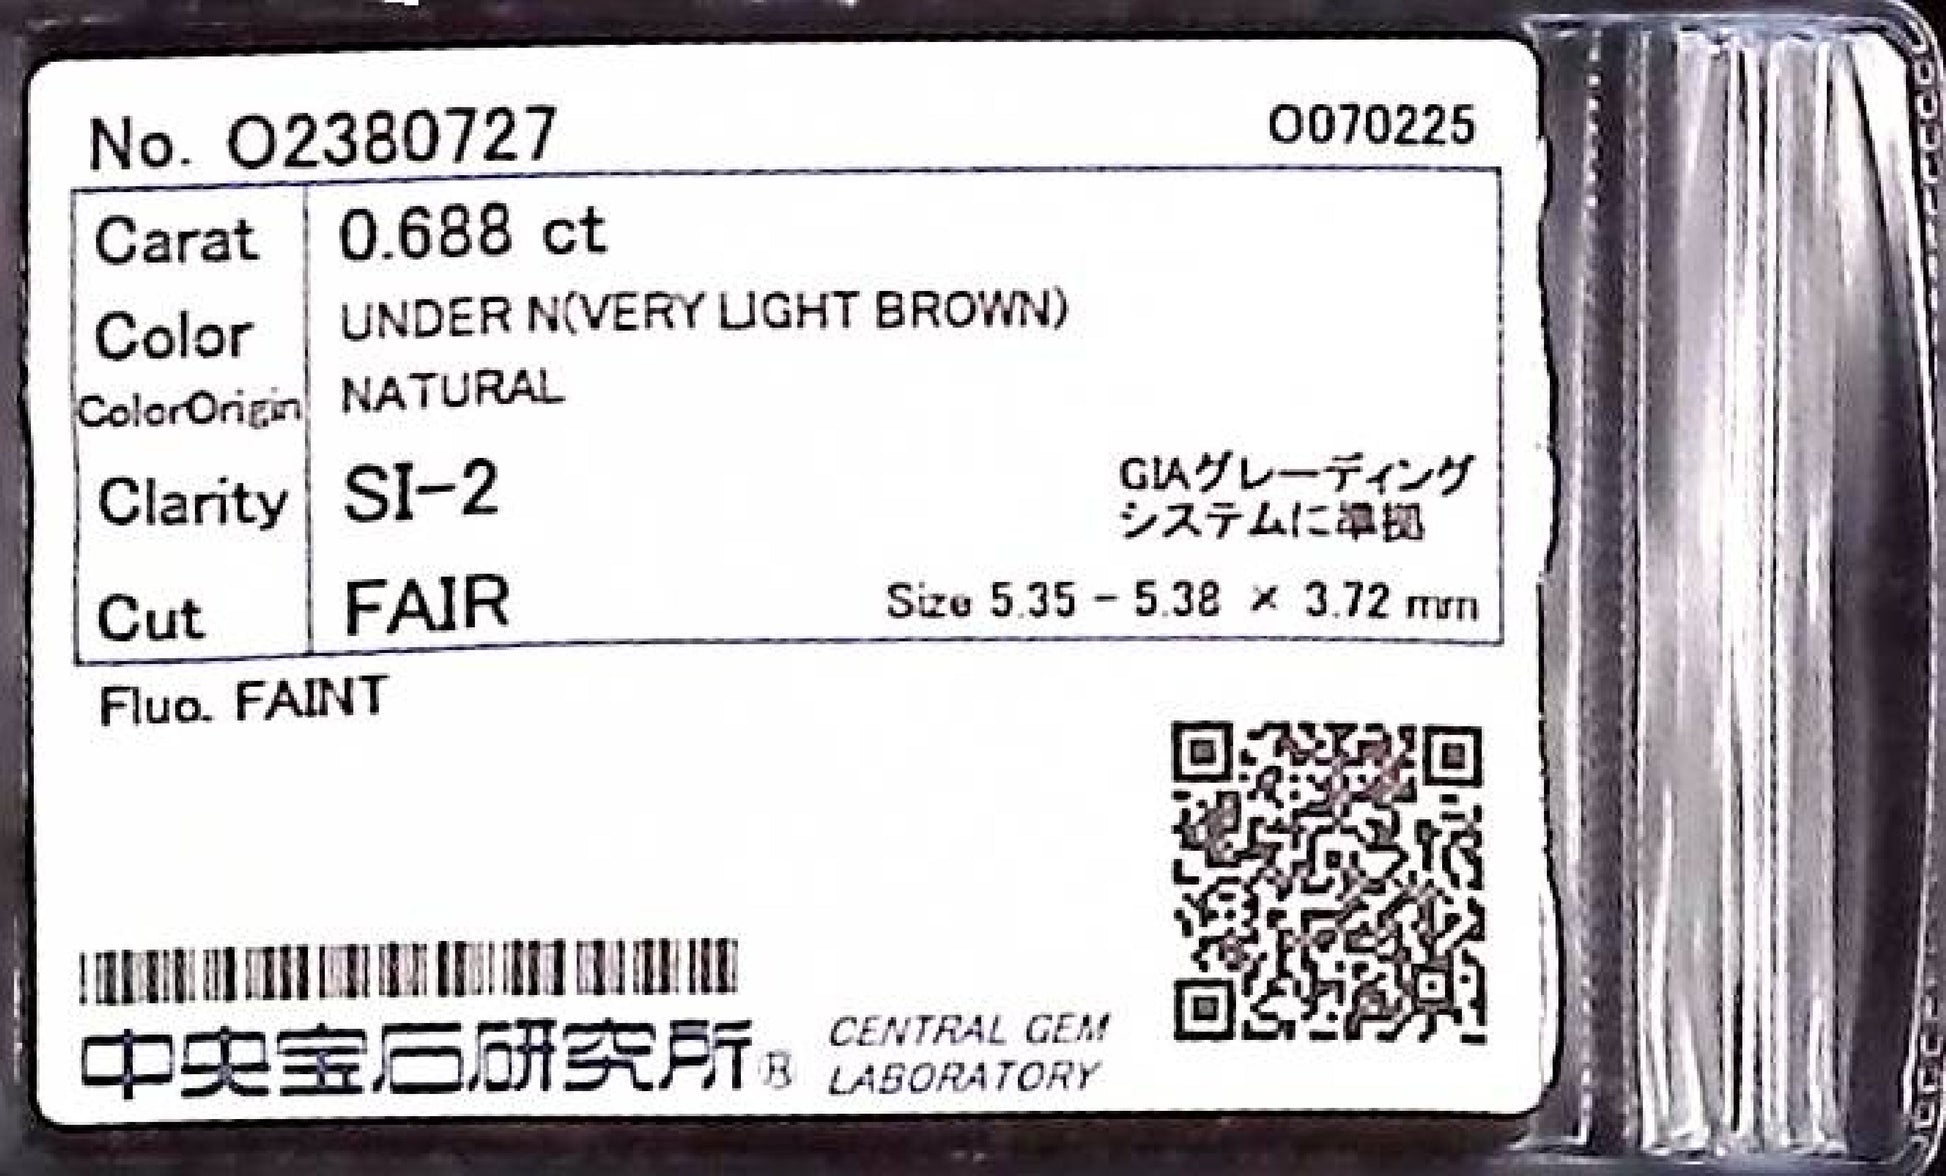 No. O2380727
O070225
Carat 0.688 ct
Color UNDER N(VERY LIGHT BROWN)
ColorOrigin NATURAL
Clarity SI-2
GIAグレーディング
システムに準拠
Cut FAIR
Size 5.35 - 5.38 × 3.72 mm
Fluo. FAINT
中央宝石研究所®
CENTRAL GEM
LABORATORY